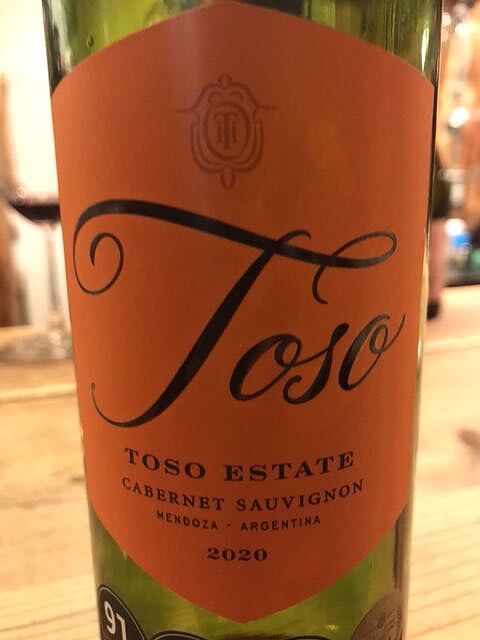 Toso
TOSO ESTATE
CABERNET SAUVIGNON
MENDOZA - ARGENTINA
2020
91